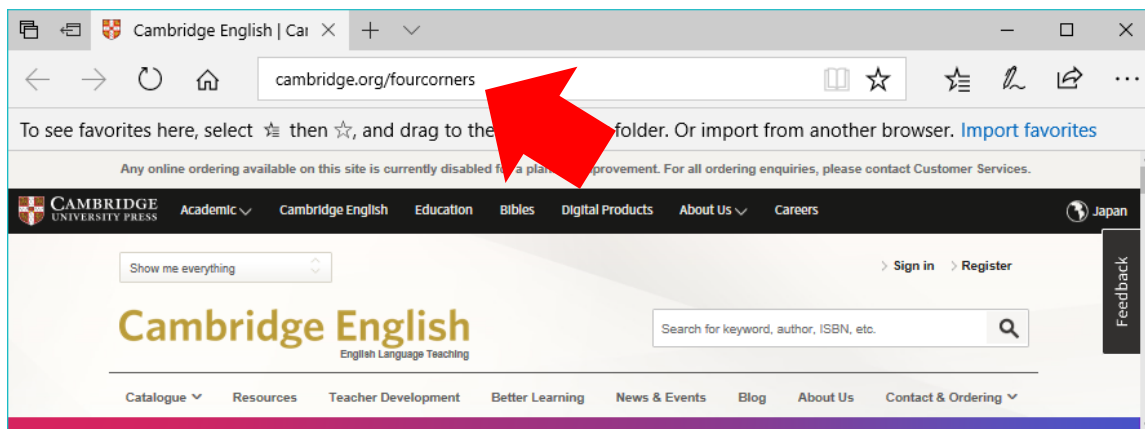 Cambridge English | Car
cambridge.org/fourcorners
To see favorites here, select then , and drag to the folder. Or import from another browser. Import favorites
Any online ordering available on this site is currently disabled for a improvement. For all ordering enquiries, please contact Customer Services.
CAMBRIDGE UNIVERSITY PRESS Academic Cambridge English Education Bibles Digital Products About Us Careers Japan
Show me everything > Sign in > Register
Feedback
Cambridge English
English Language Teaching
Search for keyword, author, ISBN, etc.
Catalogue Resources Teacher Development Better Learning News & Events Blog About Us Contact & Ordering